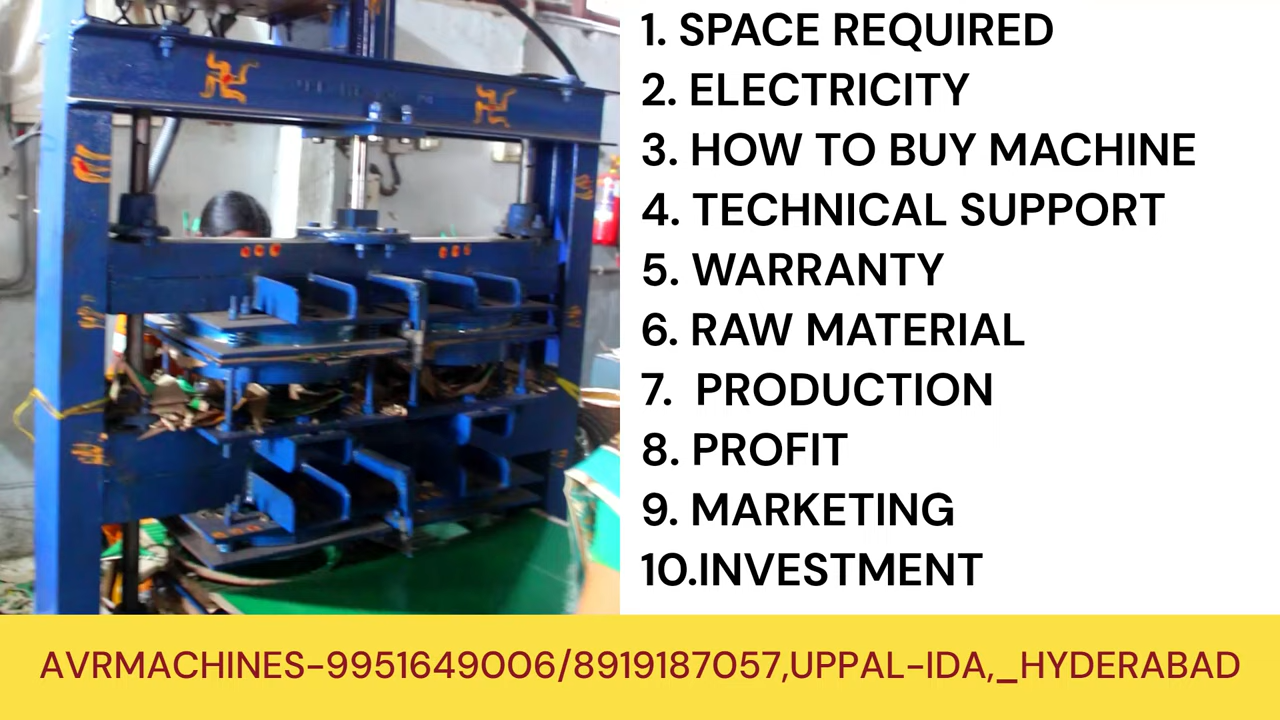 1. SPACE REQUIRED
2. ELECTRICITY
3. HOW TO BUY MACHINE
4. TECHNICAL SUPPORT
5. WARRANTY
6. RAW MATERIAL
7. PRODUCTION
8. PROFIT
9. MARKETING
10.INVESTMENT
AVRMACHINES-9951649006/8919187057,UPPAL-IDA,_HYDERABAD